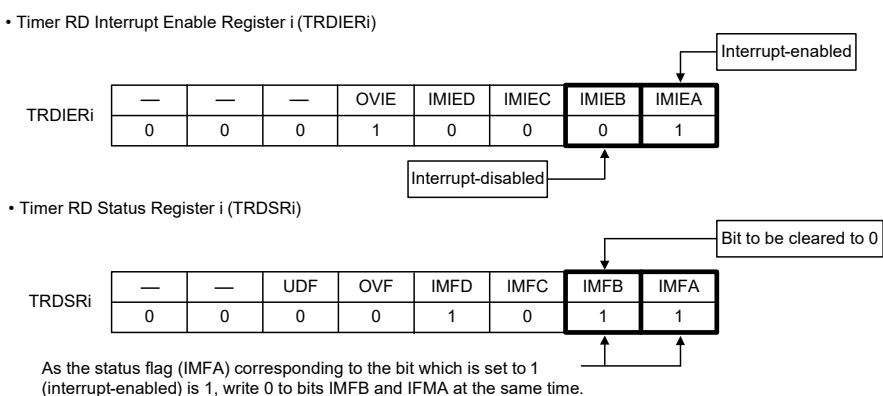 • Timer RD Interrupt Enable Register i (TRDIERi)
Interrupt-enabled
TRDIERi
— — — OVIE IMIED IMIEC IMIEB IMIEA
0 0 0 1 0 0 0 1
Interrupt-disabled
• Timer RD Status Register i (TRDSRi)
Bit to be cleared to 0
TRDSRi
— — UDF OVF IMFD IMFC IMFB IMFA
0 0 0 0 1 0 1 1
As the status flag (IMFA) corresponding to the bit which is set to 1
(interrupt-enabled) is 1, write 0 to bits IMFB and IFMA at the same time.